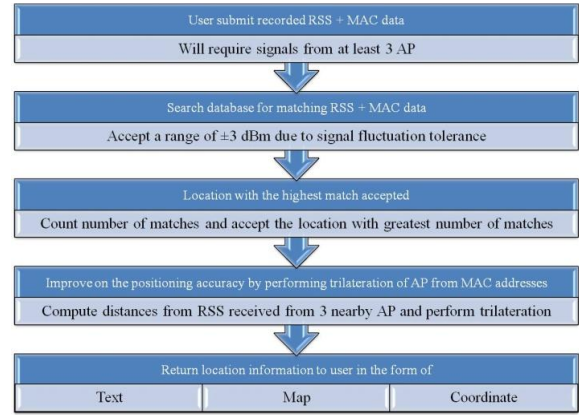 User submit recorded RSS + MAC data
Will require signals from at least 3 AP
Search database for matching RSS + MAC data
Accept a range of ±3 dBm due to signal fluctuation tolerance
Location with the highest match accepted
Count number of matches and accept the location with greatest number of matches
Improve on the positioning accuracy by performing trilateration of AP from MAC addresses
Compute distances from RSS received from 3 nearby AP and perform trilateration
Return location information to user in the form of
Text Map Coordinate